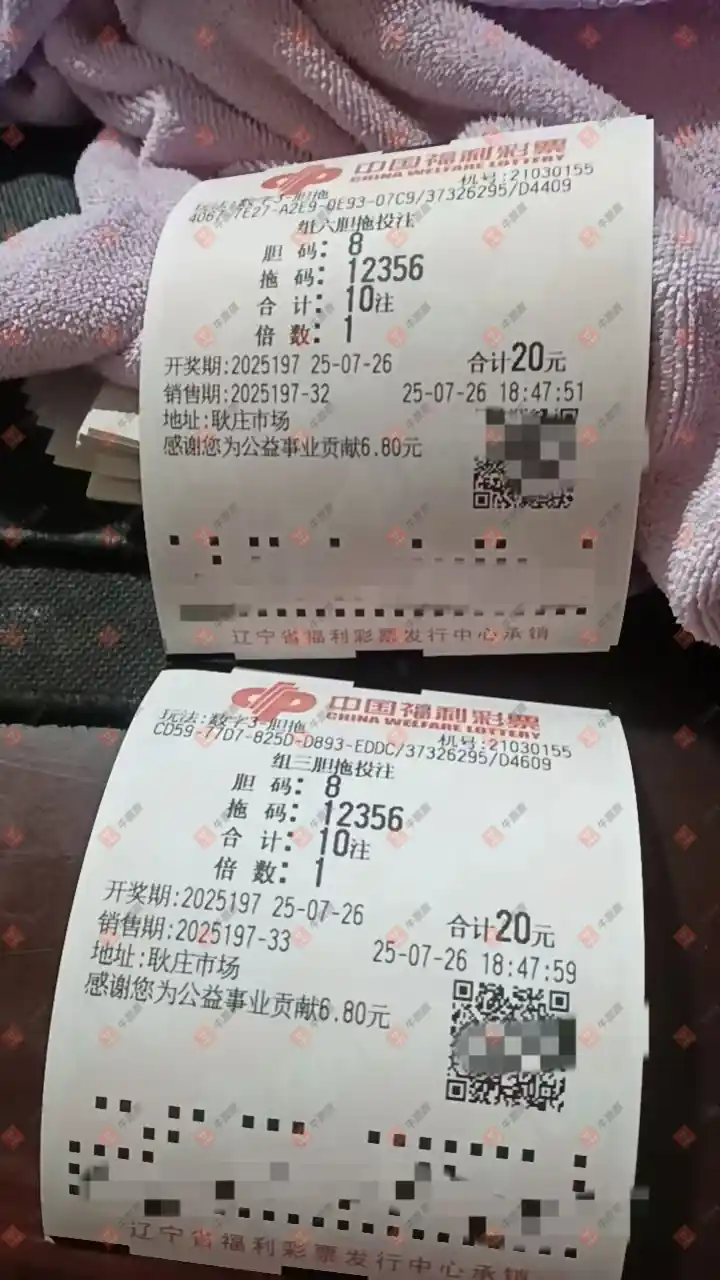 中国福利彩票
CHINA WELFARE LOTTERY
玩法:数字3-胆拖 机号:21030155
4067-7E27-A2E9-0E93-07C9/37326295/D4409
组六胆拖投注
胆 码: 8
拖 码: 12356
合 计: 10注
倍 数: 1
开奖期:2025197 25-07-26 合计20元
销售期:2025197-32 25-07-26 18:47:51
地址:耿庄市场
感谢您为公益事业贡献6.80元
辽宁省福利彩票发行中心承销
中国福利彩票
CHINA WELFARE LOTTERY
玩法:数字3-胆拖 机号:21030155
CD59-77D7-825D-D893-EDDC/37326295/D4609
组三胆拖投注
胆 码: 8
拖 码: 12356
合 计: 10注
倍 数: 1
开奖期:2025197 25-07-26 合计20元
销售期:2025197-33 25-07-26 18:47:59
地址:耿庄市场
感谢您为公益事业贡献6.80元
辽宁省福利彩票发行中心承销